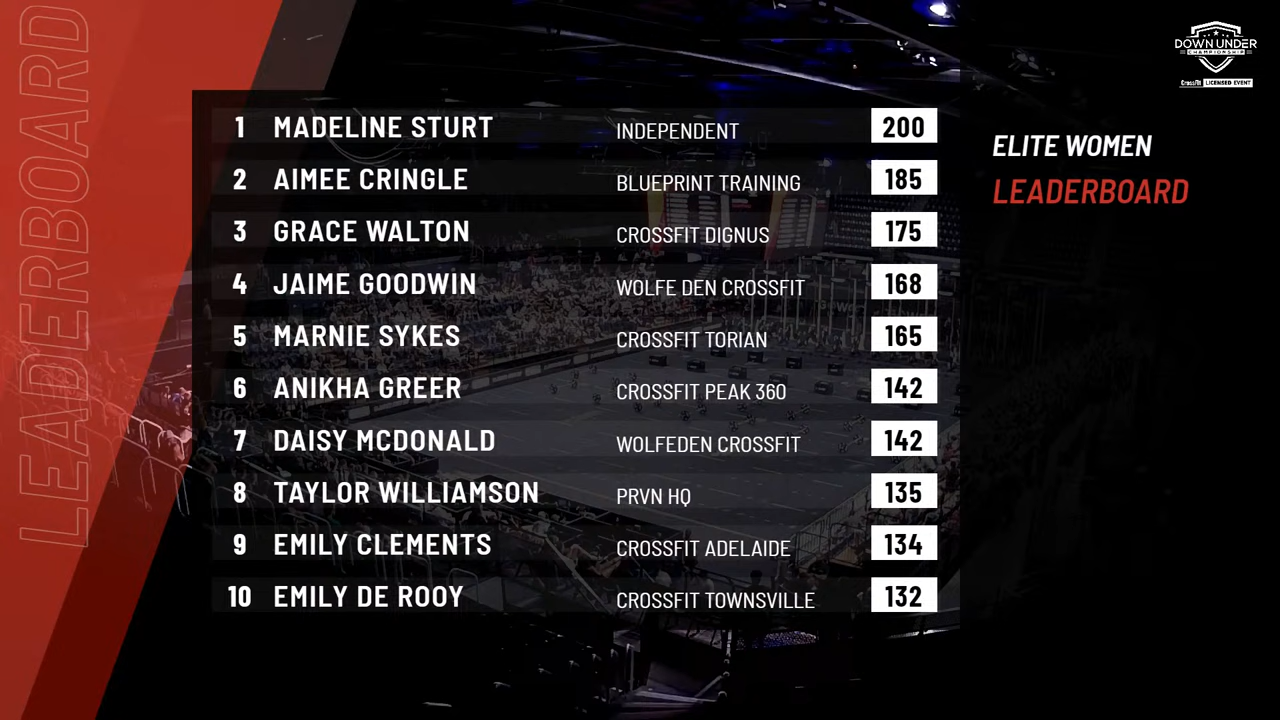 LEADERBOARD
DOWN UNDER
CHAMPIONSHIP
CrossFit LICENSED EVENT
1 MADELINE STURT INDEPENDENT 200
2 AIMEE CRINGLE BLUEPRINT TRAINING 185
3 GRACE WALTON CROSSFIT DIGNUS 175
4 JAIME GOODWIN WOLFE DEN CROSSFIT 168
5 MARNIE SYKES CROSSFIT TORIAN 165
6 ANIKHA GREER CROSSFIT PEAK 360 142
7 DAISY MCDONALD WOLFEDEN CROSSFIT 142
8 TAYLOR WILLIAMSON PRVN HQ 135
9 EMILY CLEMENTS CROSSFIT ADELAIDE 134
10 EMILY DE ROOY CROSSFIT TOWNSVILLE 132
ELITE WOMEN
LEADERBOARD